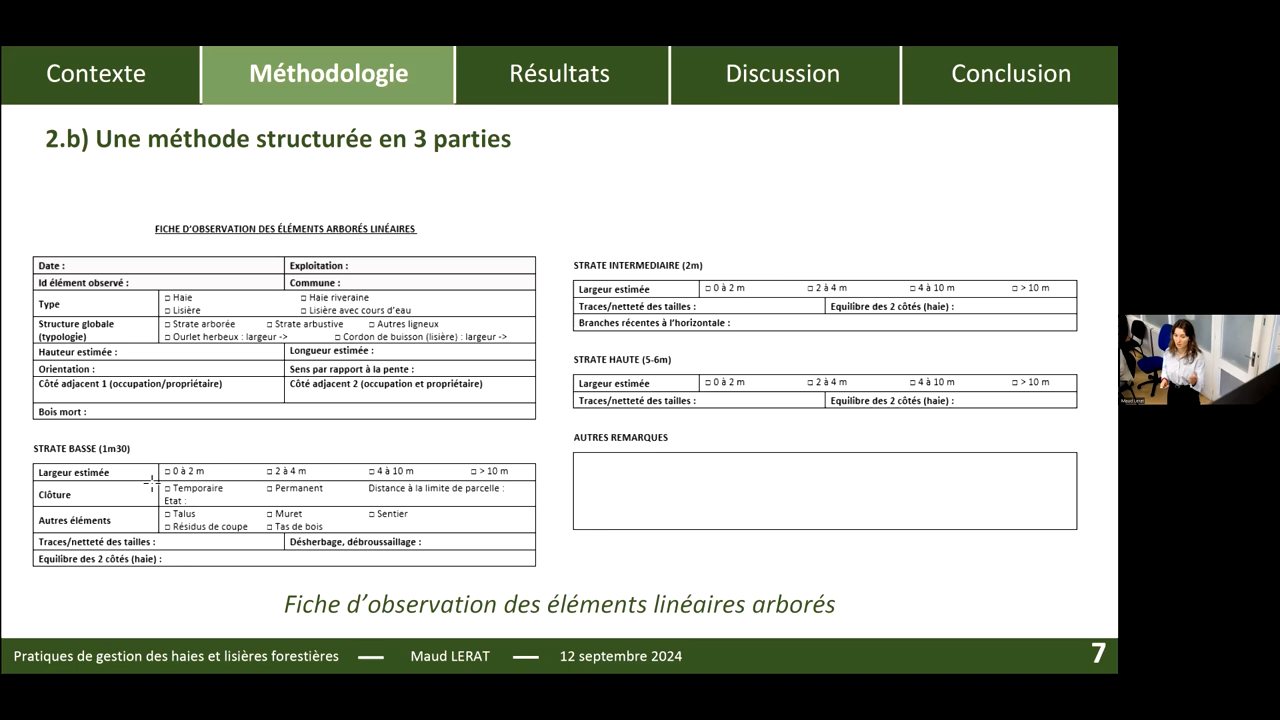 Contexte
Méthodologie
Résultats
Discussion
Conclusion
2.b) Une méthode structurée en 3 parties
FICHE D'OBSERVATION DES ÉLÉMENTS ARBORÉS LINÉAIRES
Date :
Exploitation :
Id élément observé :
Commune :
Type
□ Haie
□ Haie riveraine
□ Lisière
□ Lisière avec cours d'eau
Structure globale
(typologie)
□ Strate arborée
□ Strate arbustive
□ Autres ligneux
□ Ourlet herbeux : largeur ->
□ Cordon de buisson (lisière) : largeur ->
Hauteur estimée :
Longueur estimée :
Orientation :
Sens par rapport à la pente :
Côté adjacent 1 (occupation/propriétaire)
Côté adjacent 2 (occupation et propriétaire)
Bois mort :
STRATE BASSE (1m30)
Largeur estimée
□ 0 à 2 m
□ 2 à 4 m
□ 4 à 10 m
□ > 10 m
Clôture
□ Temporaire
□ Permanent
Distance à la limite de parcelle :
Etat :
Autres éléments
□ Talus
□ Muret
□ Sentier
□ Résidus de coupe
□ Tas de bois
Traces/netteté des tailles :
Désherbage, débroussaillage :
Equilibre des 2 côtés (haie) :
STRATE INTERMEDIAIRE (2m)
Largeur estimée
□ 0 à 2 m
□ 2 à 4 m
□ 4 à 10 m
□ > 10 m
Traces/netteté des tailles :
Equilibre des 2 côtés (haie) :
Branches récentes à l'horizontale :
STRATE HAUTE (5-6m)
Largeur estimée
□ 0 à 2 m
□ 2 à 4 m
□ 4 à 10 m
□ > 10 m
Traces/netteté des tailles :
Equilibre des 2 côtés (haie) :
AUTRES REMARQUES
Fiche d'observation des éléments linéaires arborés
Pratiques de gestion des haies et lisières forestières — Maud LERAT — 12 septembre 2024
7
Maud Lerat